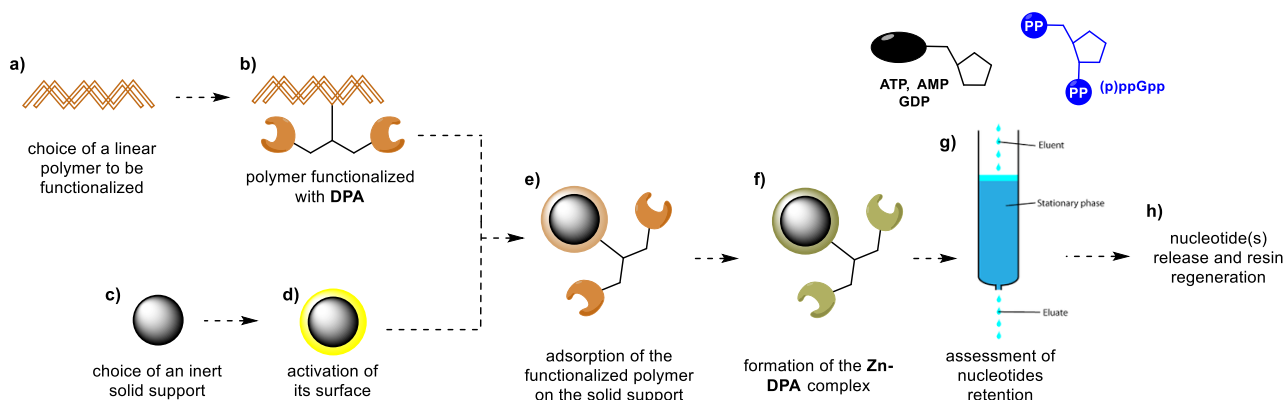 a)
choice of a linear
polymer to be
functionalized
b)
polymer functionalized
with DPA
c)
choice of an inert
solid support
d)
activation of
its surface
e)
adsorption of the
functionalized polymer
on the solid support
f)
formation of the Zn-
DPA complex
ATP, AMP
GDP
PP
PP
(p)ppGpp
g)
Eluent
Stationary phase
Eluate
assessment of
nucleotides
retention
h)
nucleotide(s)
release and resin
regeneration